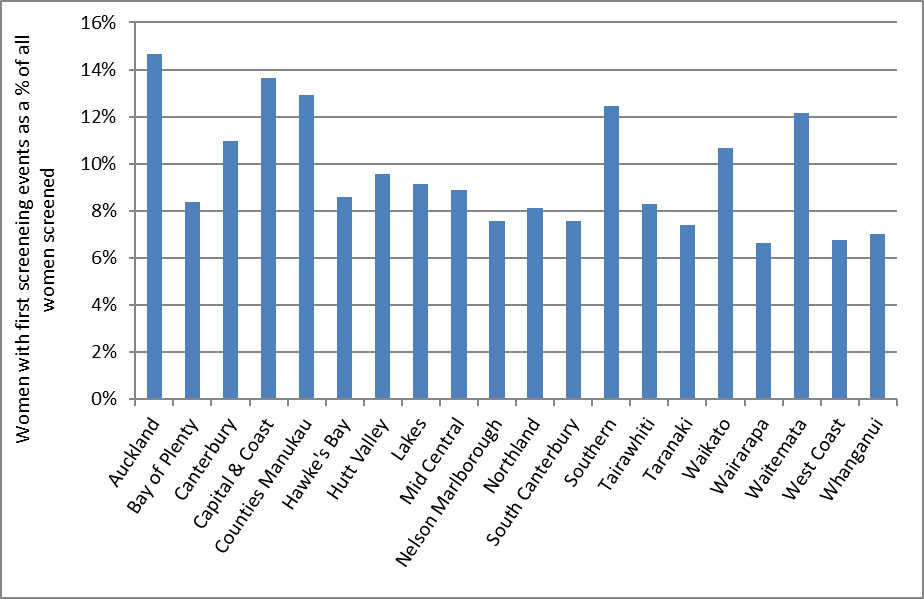 Women with first screeneing events as a % of all
women screened
16%
14%
12%
10%
8%
6%
4%
2%
0%
Auckland
Bay of Plenty
Canterbury
Capital & Coast
Counties Manukau
Hawke's Bay
Hutt Valley
Lakes
Mid Central
Nelson Marlborough
Northland
South Canterbury
Southern
Tairawhiti
Taranaki
Waikato
Wairarapa
Waitemata
West Coast
Whanganui